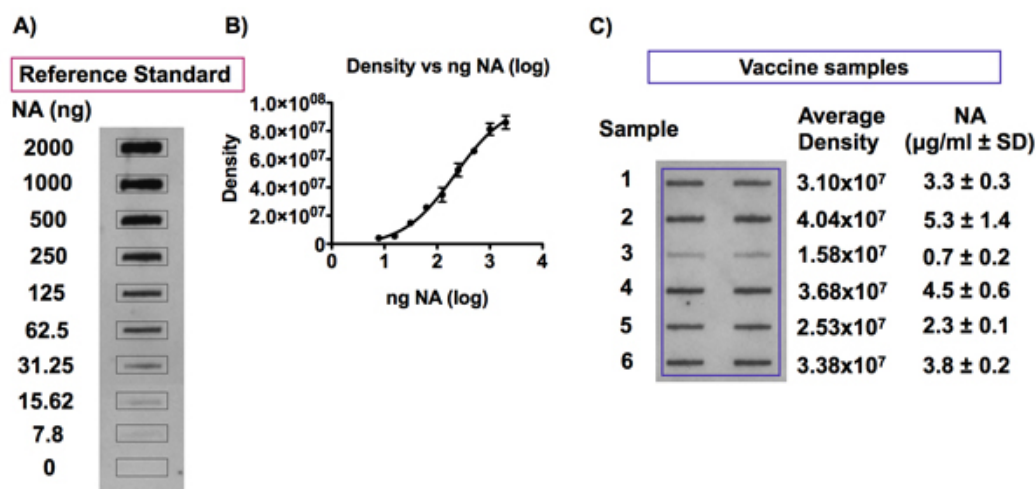 A)
Reference Standard
NA (ng)
2000
1000
500
250
125
62.5
31.25
15.62
7.8
0
B)
Density vs ng NA (log)
Density
1.0×10⁰⁸
8.0×10⁰⁷
6.0×10⁰⁷
4.0×10⁰⁷
2.0×10⁰⁷
0
0 1 2 3 4
ng NA (log)
C)
Vaccine samples
Sample Average Density NA (µg/ml ± SD)
1 3.10x10⁷ 3.3 ± 0.3
2 4.04x10⁷ 5.3 ± 1.4
3 1.58x10⁷ 0.7 ± 0.2
4 3.68x10⁷ 4.5 ± 0.6
5 2.53x10⁷ 2.3 ± 0.1
6 3.38x10⁷ 3.8 ± 0.2